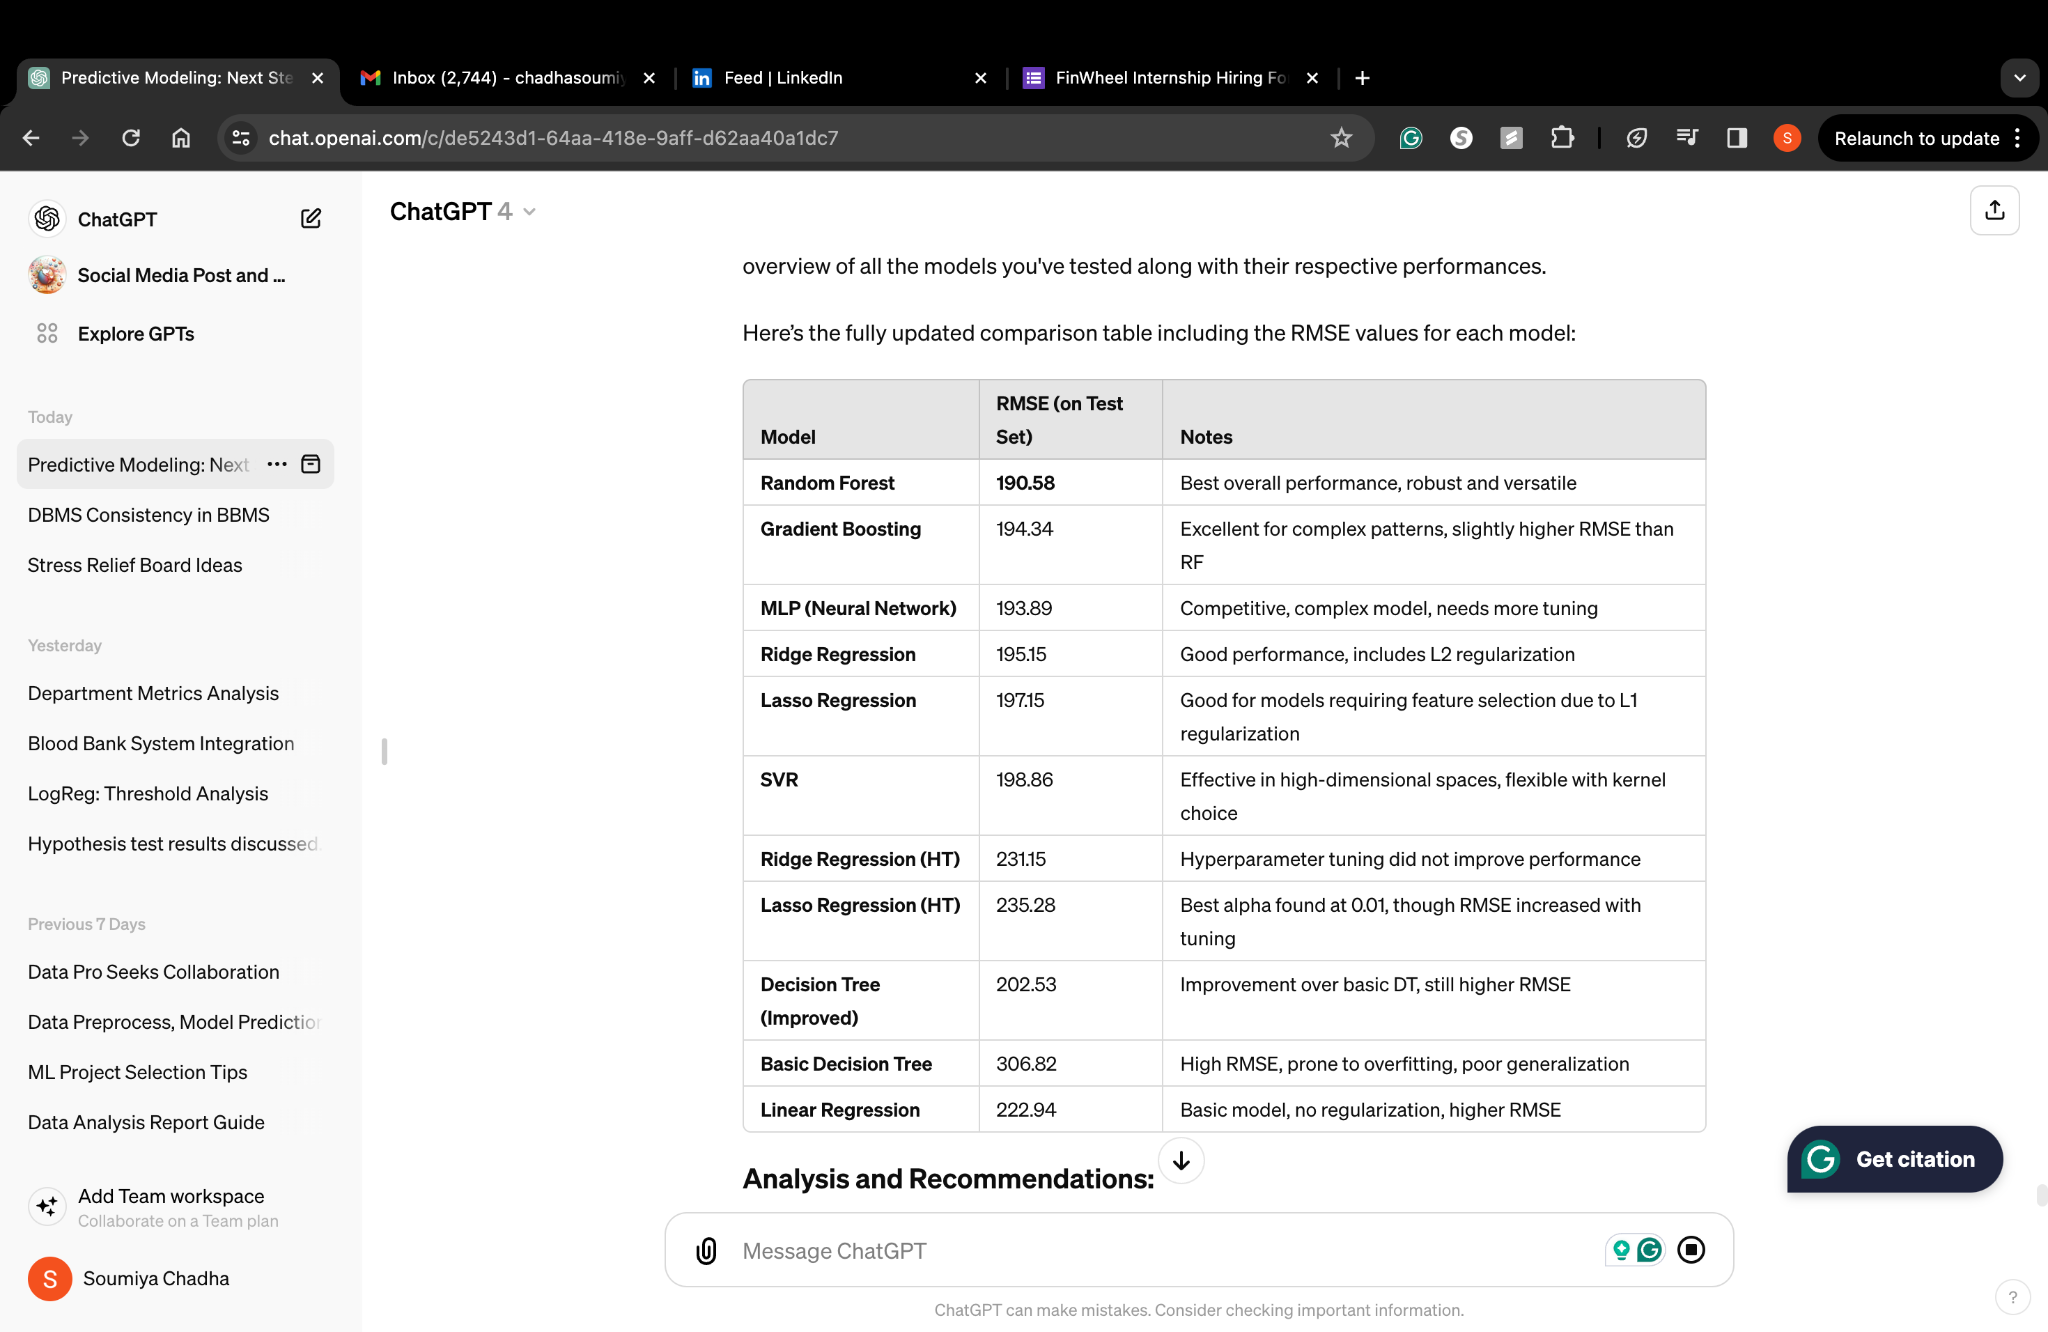 Predictive Modeling: Next Ste
Inbox (2,744) - chadhasoumiy
Feed | LinkedIn
FinWheel Internship Hiring Fo
chat.openai.com/c/de5243d1-64aa-418e-9aff-d62aa40a1dc7
S
Relaunch to update
ChatGPT
Social Media Post and ...
Explore GPTs
Today
Predictive Modeling: Next
DBMS Consistency in BBMS
Stress Relief Board Ideas
Yesterday
Department Metrics Analysis
Blood Bank System Integration
LogReg: Threshold Analysis
Hypothesis test results discussed.
Previous 7 Days
Data Pro Seeks Collaboration
Data Preprocess, Model Prediction
ML Project Selection Tips
Data Analysis Report Guide
Add Team workspace
Collaborate on a Team plan
S
Soumiya Chadha
ChatGPT 4
overview of all the models you've tested along with their respective performances.
Here’s the fully updated comparison table including the RMSE values for each model:
Model
RMSE (on Test
Set)
Notes
Random Forest
190.58
Best overall performance, robust and versatile
Gradient Boosting
194.34
Excellent for complex patterns, slightly higher RMSE than
RF
MLP (Neural Network)
193.89
Competitive, complex model, needs more tuning
Ridge Regression
195.15
Good performance, includes L2 regularization
Lasso Regression
197.15
Good for models requiring feature selection due to L1
regularization
SVR
198.86
Effective in high-dimensional spaces, flexible with kernel
choice
Ridge Regression (HT)
231.15
Hyperparameter tuning did not improve performance
Lasso Regression (HT)
235.28
Best alpha found at 0.01, though RMSE increased with
tuning
Decision Tree
(Improved)
202.53
Improvement over basic DT, still higher RMSE
Basic Decision Tree
306.82
High RMSE, prone to overfitting, poor generalization
Linear Regression
222.94
Basic model, no regularization, higher RMSE
Analysis and Recommendations:
Get citation
Message ChatGPT
ChatGPT can make mistakes. Consider checking important information.
?